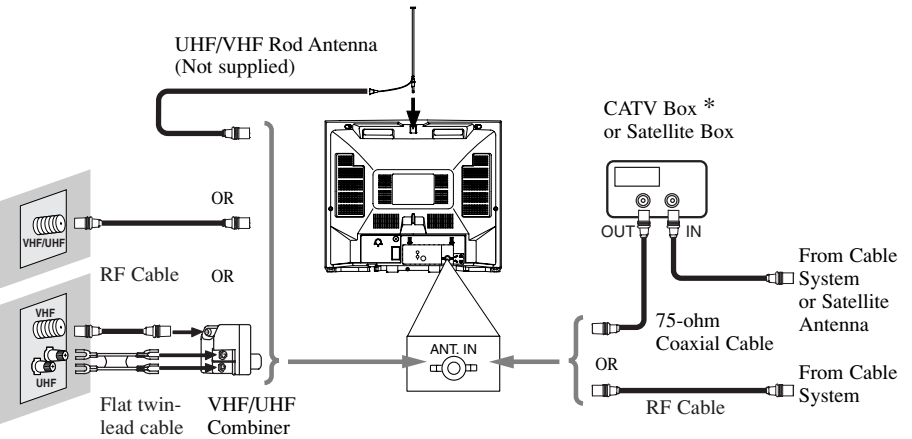 UHF/VHF Rod Antenna
(Not supplied)
CATV Box *
or Satellite Box
OR
VHF/UHF
OUT
IN
RF Cable
OR
From Cable
System
or Satellite
Antenna
VHF
75-ohm
Coaxial Cable
ANT. IN
UHF
OR
From Cable
System
RF Cable
Flat twin-
lead cable
VHF/UHF
Combiner